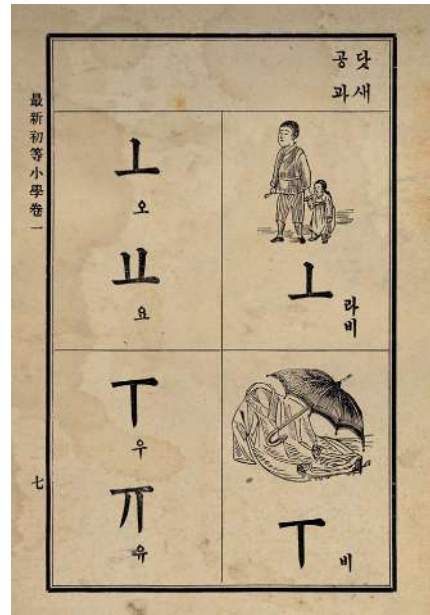 닷새
공과
ㅗ
라비
ㅜ
비
ㅗ
오
ㅛ
요
ㅜ
우
ㅠ
유
最新初等小學卷一
七